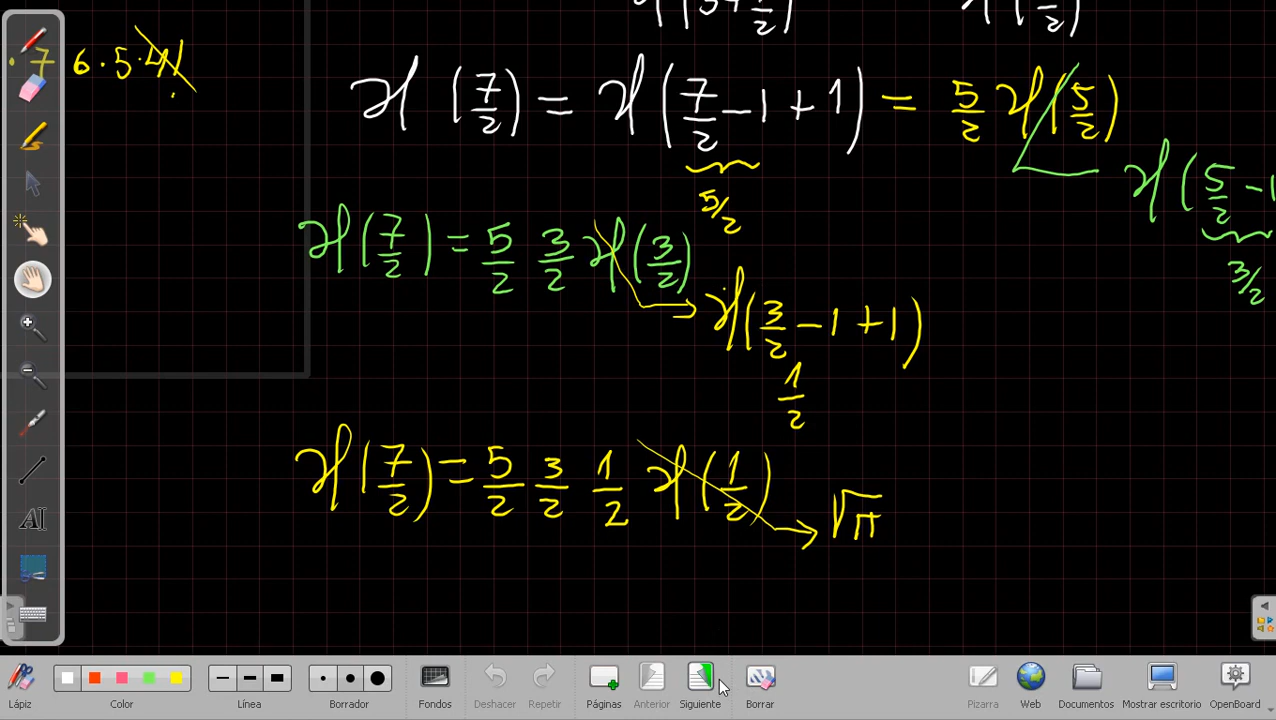 · 7 6 · 5 · 4!
γ (7/2) = γ (7/2 − 1 + 1) = 5/2 γ (5/2)
5/2
γ (5/2 − 1
3/2
γ (7/2) = 5/2 3/2 γ (3/2)
γ (3/2 − 1 + 1)
1/2
γ (7/2) = 5/2 3/2 1/2 γ (1/2)
√π
Lápiz Color Línea Borrador Fondos Deshacer Repetir Páginas Anterior Siguiente Borrar Pizarra Web Documentos Mostrar escritorio OpenBoard